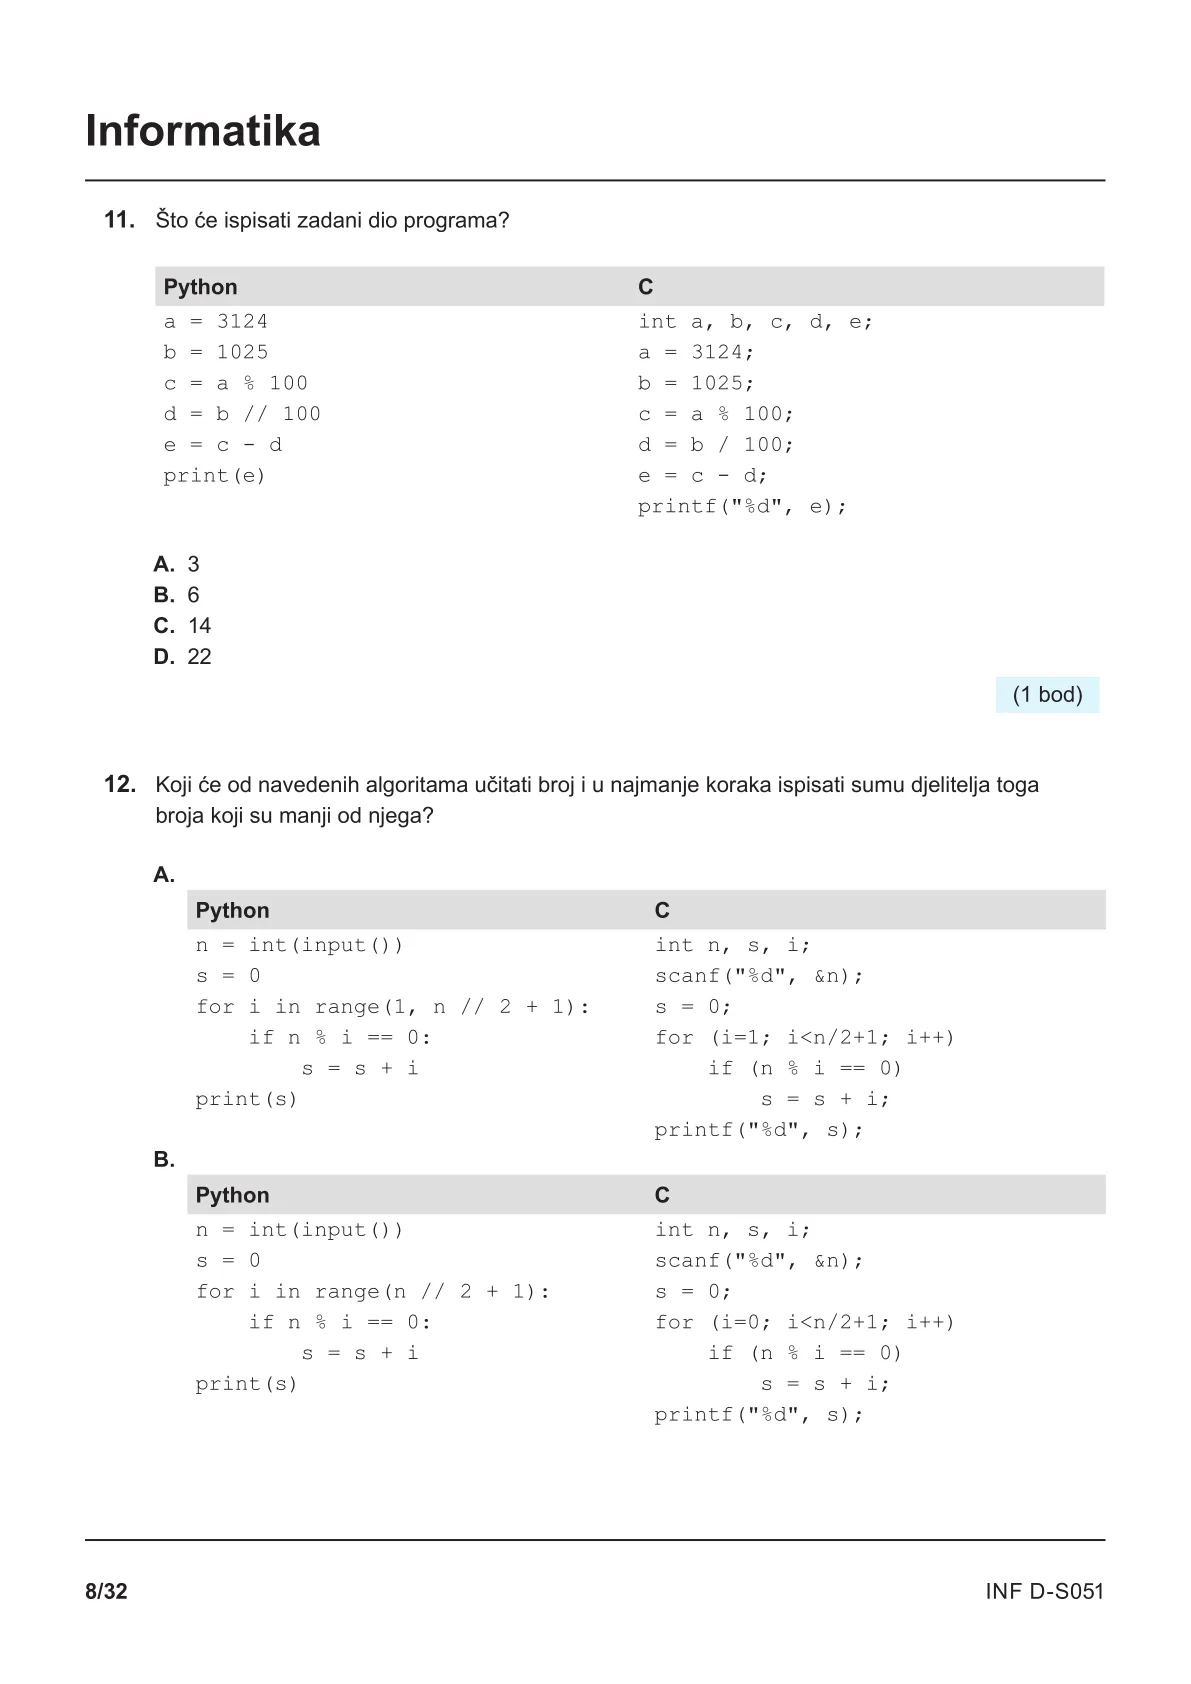 Informatika
11. Što će ispisati zadani dio programa?
Python C
a = 3124 int a, b, c, d, e;
b = 1025 a = 3124;
c = a % 100 b = 1025;
d = b // 100 c = a % 100;
e = c - d d = b / 100;
print(e) e = c - d;
printf("%d", e);
A. 3
B. 6
C. 14
D. 22
(1 bod)
12. Koji će od navedenih algoritama učitati broj i u najmanje koraka ispisati sumu djelitelja toga
broja koji su manji od njega?
A.
Python C
n = int(input()) int n, s, i;
s = 0 scanf("%d", &n);
for i in range(1, n // 2 + 1): s = 0;
if n % i == 0: for (i=1; i<n/2+1; i++)
s = s + i if (n % i == 0)
print(s) s = s + i;
printf("%d", s);
B.
Python C
n = int(input()) int n, s, i;
s = 0 scanf("%d", &n);
for i in range(n // 2 + 1): s = 0;
if n % i == 0: for (i=0; i<n/2+1; i++)
s = s + i if (n % i == 0)
print(s) s = s + i;
printf("%d", s);
8/32 INF D-S051